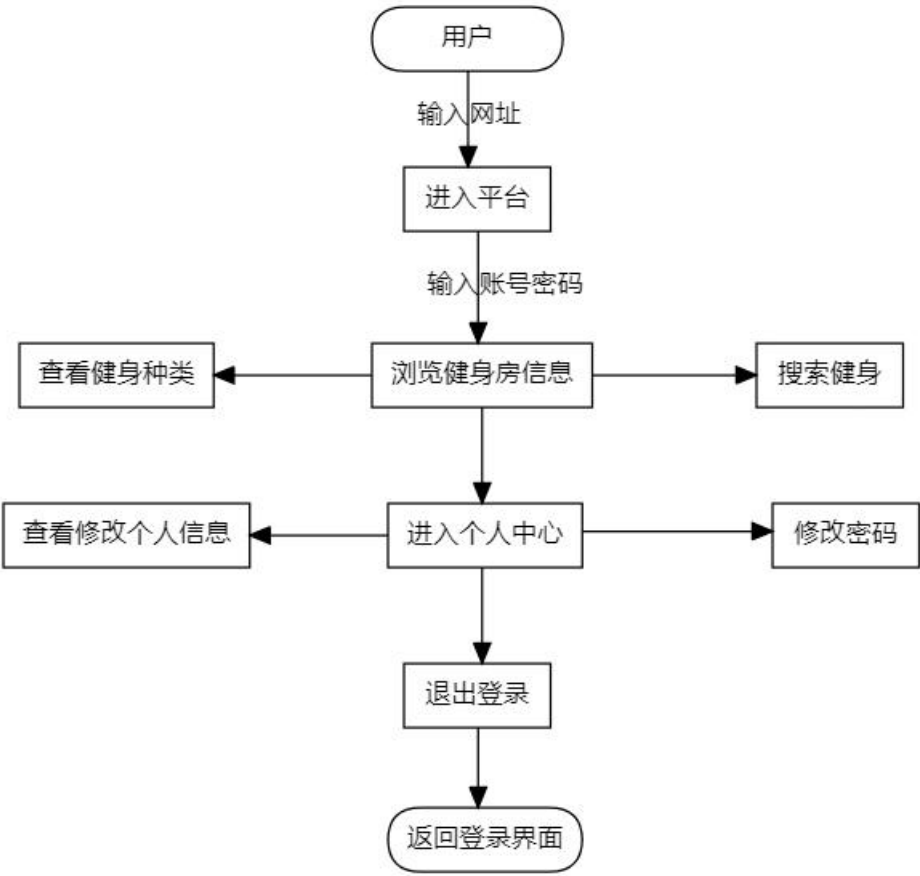 用户
输入网址
进入平台
输入账号密码
查看健身种类
浏览健身房信息
搜索健身
查看修改个人信息
进入个人中心
修改密码
退出登录
返回登录界面